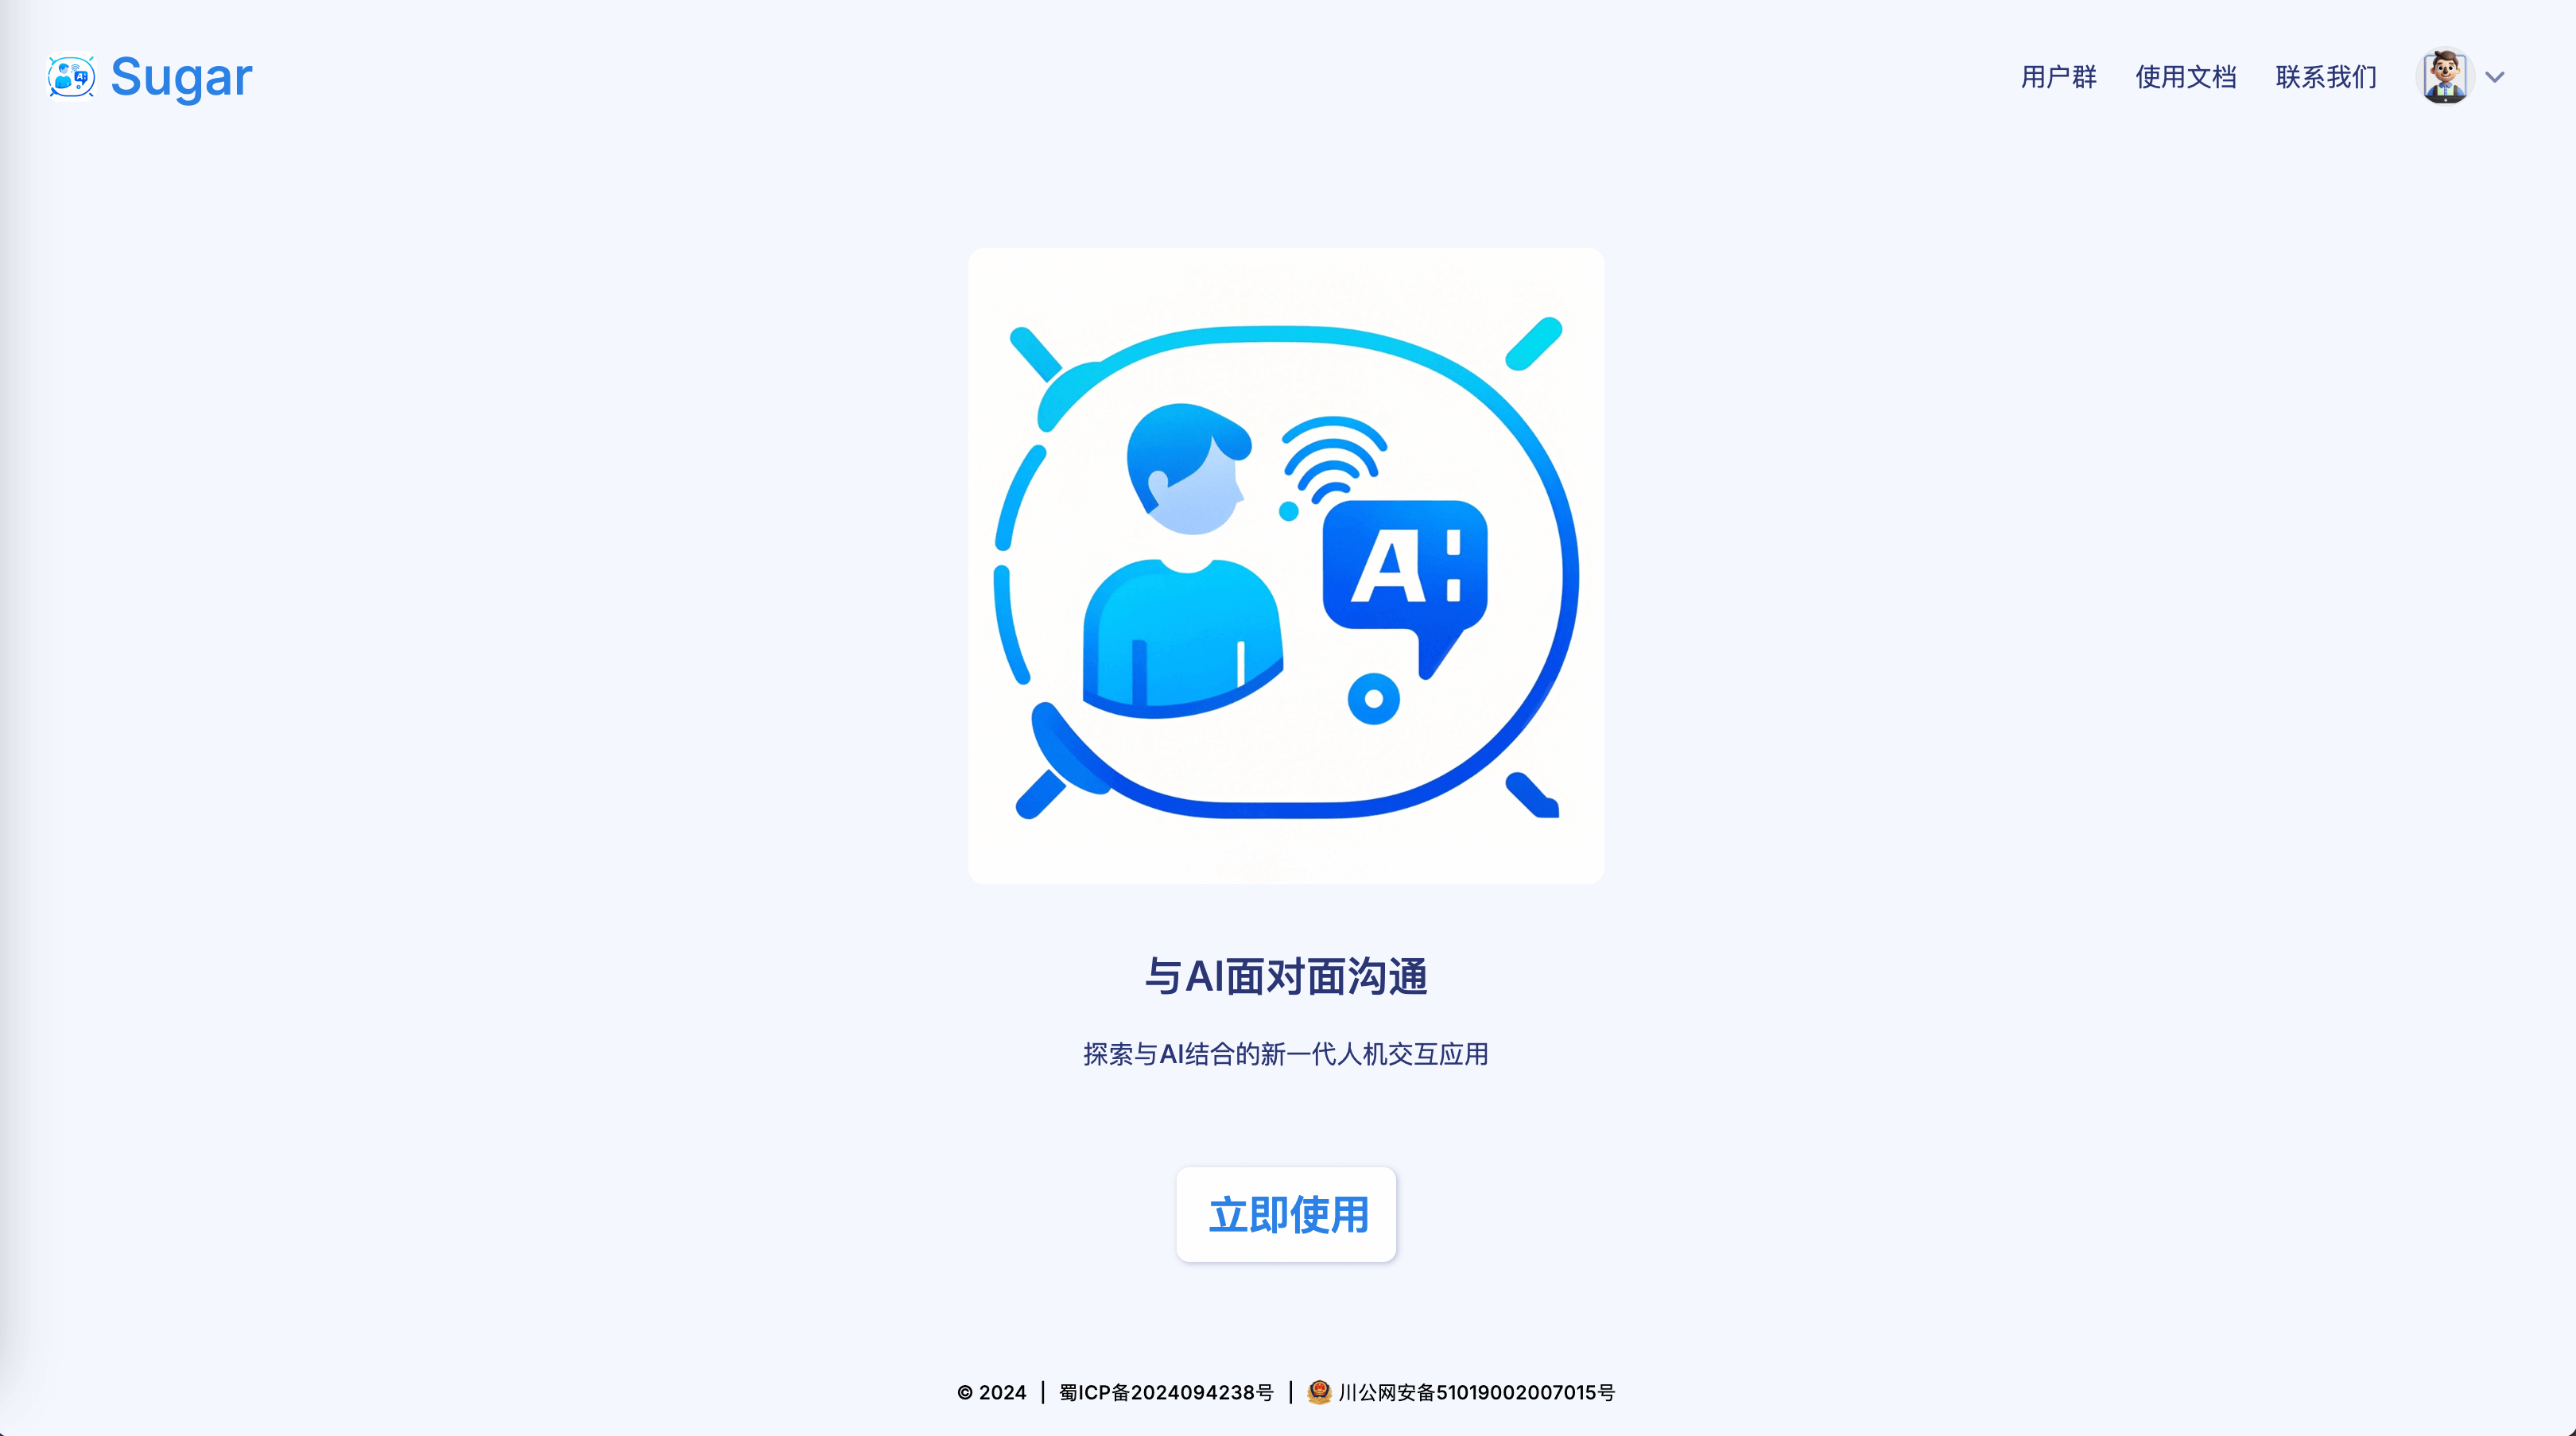 Sugar
用户群 使用文档 联系我们
A:
与AI面对面沟通
探索与AI结合的新一代人机交互应用
立即使用
© 2024 | 蜀ICP备2024094238号 | 川公网安备51019002007015号